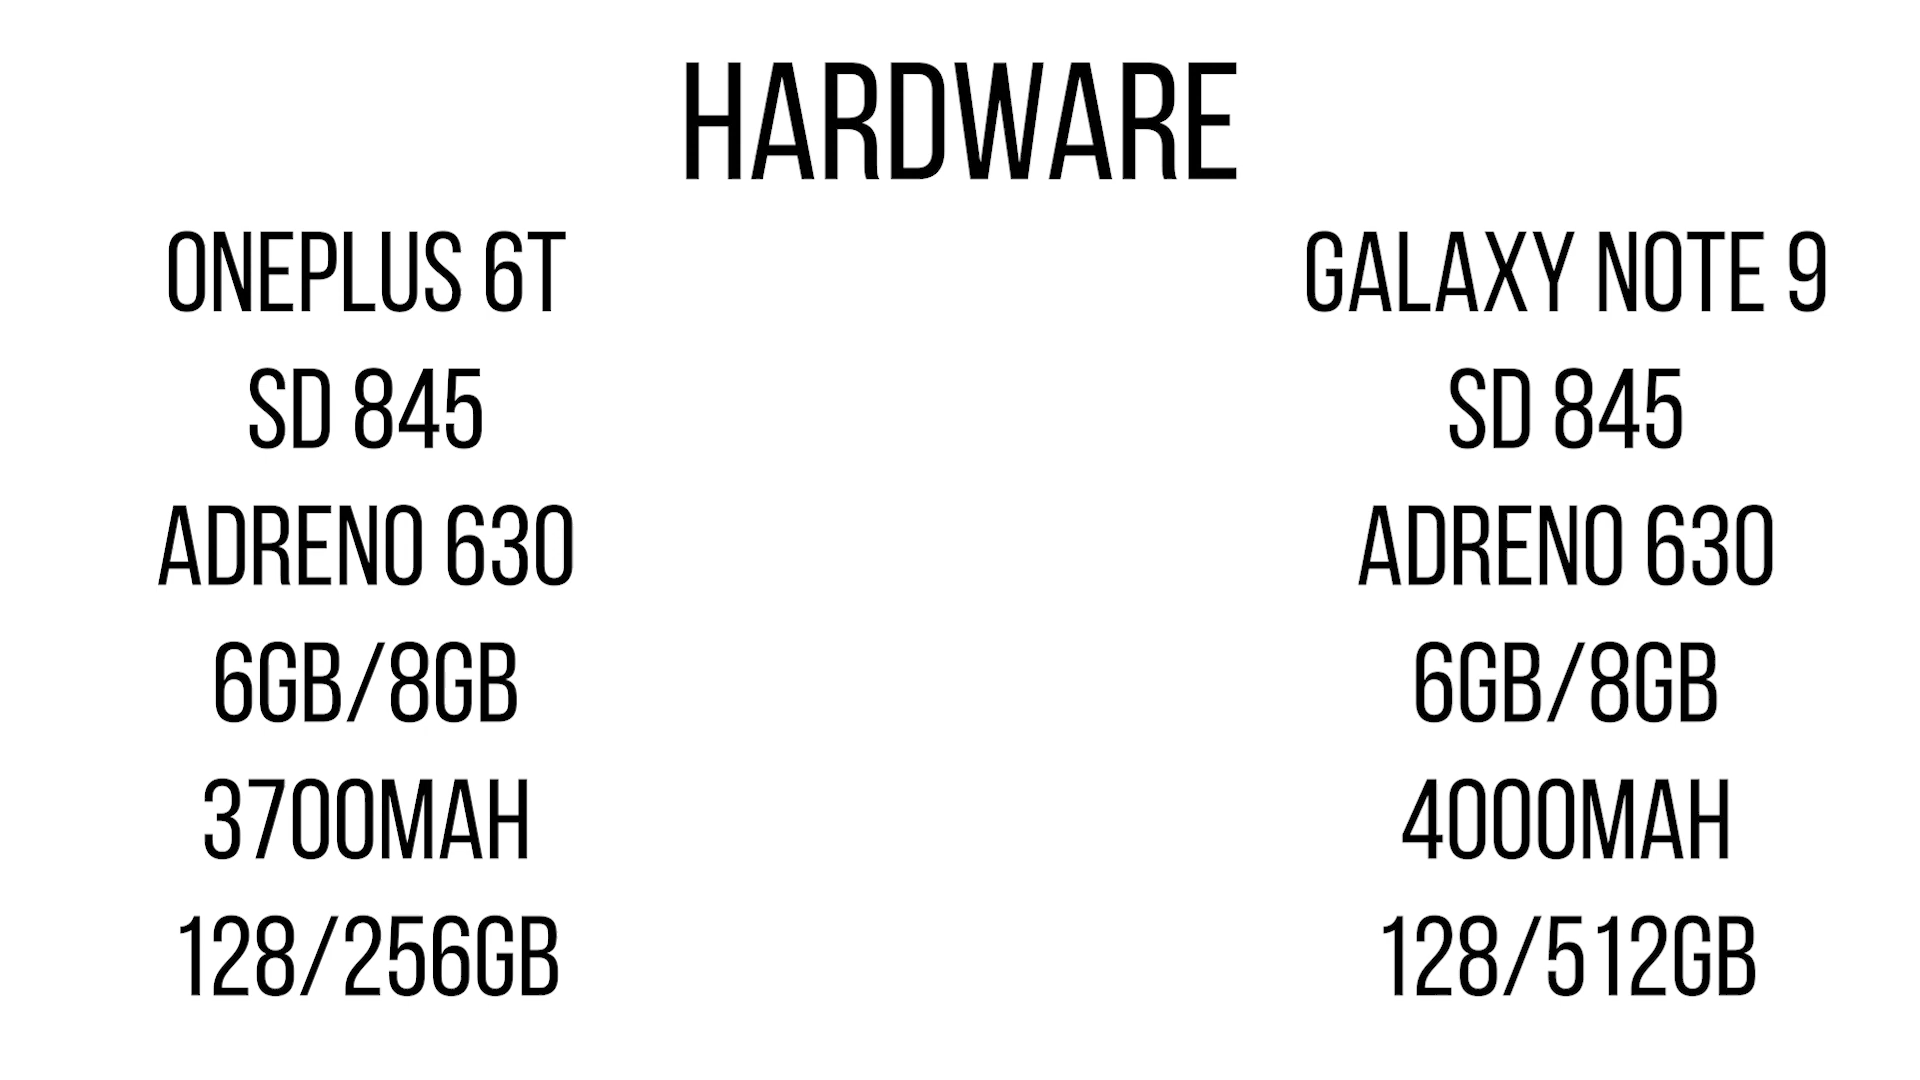 HARDWARE
ONEPLUS 6T
SD 845
ADRENO 630
6GB/8GB
3700MAH
128/256GB
GALAXY NOTE 9
SD 845
ADRENO 630
6GB/8GB
4000MAH
128/512GB